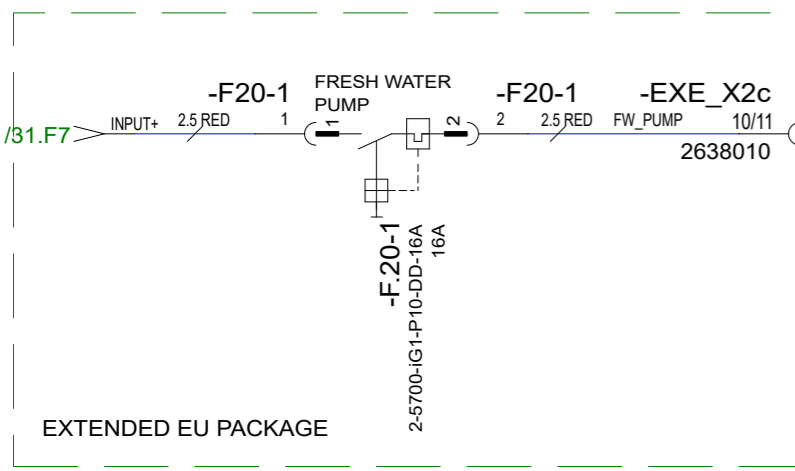 -F20-1
FRESH WATER
PUMP
-F20-1
-EXE_X2c
/31.F7
INPUT+
2.5 RED
1
1
2
2
2.5 RED
FW_PUMP
10/11
2638010
-F.20-1
2-5700-iG1-P10-DD-16A
16A
EXTENDED EU PACKAGE